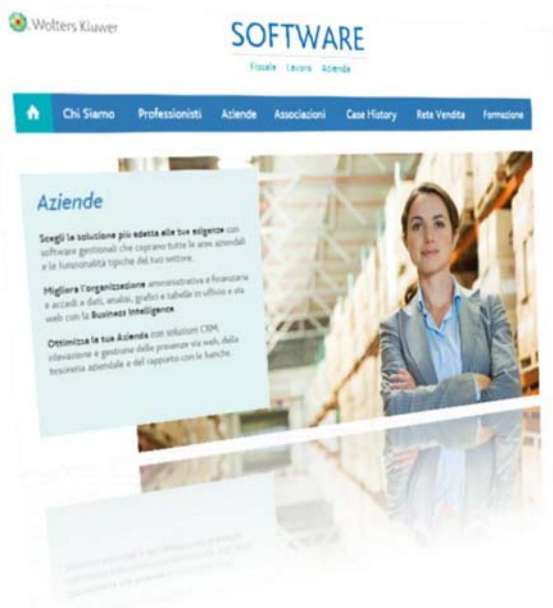 Wolters Kluwer
SOFTWARE
Fiscale Lavoro Azienda
Chi Siamo Professionisti Aziende Associazioni Case History Rete Vendita Formazione
Aziende
Scegli la soluzione più adatta alle tue esigenze con
software gestionali che coprano tutte le aree aziendali
e le funzionalità tipiche del tuo settore.
Migliora l'organizzazione amministrativa e finanziaria
e accedi a dati, analisi, grafici e tabelle in ufficio e via
web con la Business Intelligence.
Ottimizza la tua Azienda con soluzioni CRM,
rilevazione e gestione delle presenze via web, della
tesoreria aziendale e del rapporto con le banche.